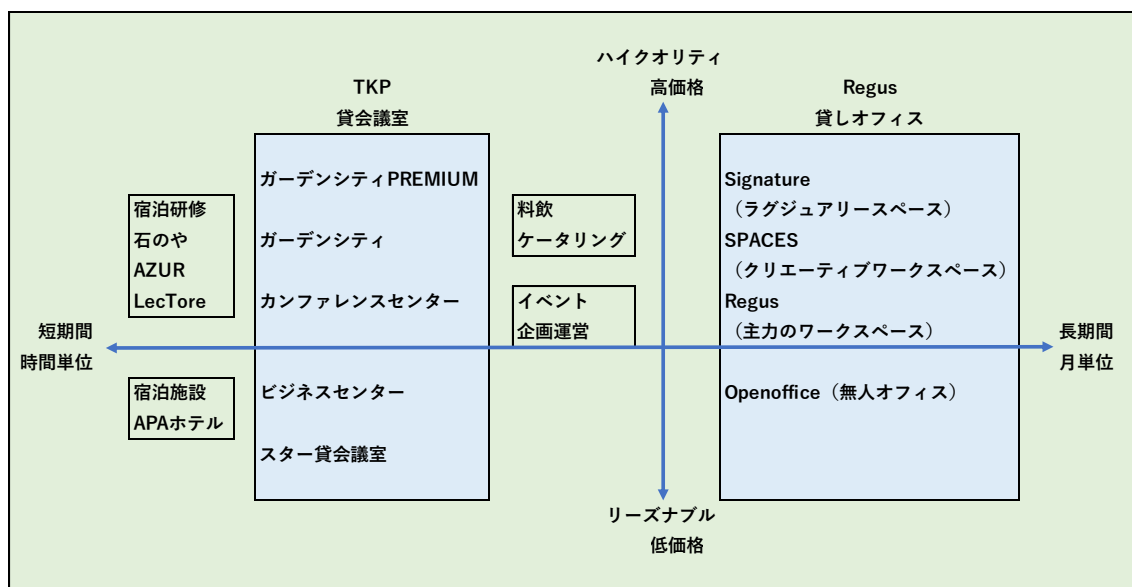 ハイクオリティ
高価格
TKP
貸会議室
Regus
貸しオフィス
ガーデンシティPREMIUM
ガーデンシティ
カンファレンスセンター
ビジネスセンター
スター貸会議室
宿泊研修
石のや
AZUR
LecTore
宿泊施設
APAホテル
料飲
ケータリング
イベント
企画運営
Signature
（ラグジュアリースペース）
SPACES
（クリエーティブワークスペース）
Regus
（主力のワークスペース）
Openoffice（無人オフィス）
短期間
時間単位
長期間
月単位
リーズナブル
低価格